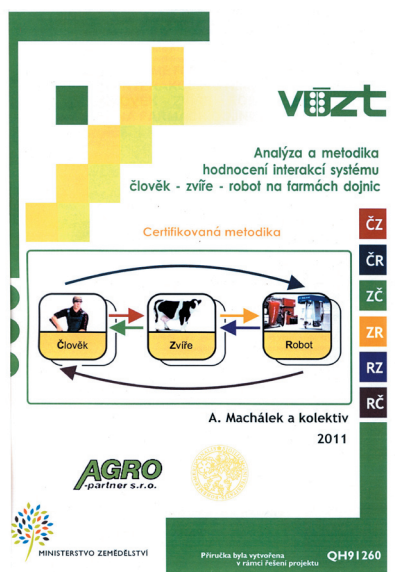 vúzt
Analýza a metodika
hodnocení interakcí systému
člověk - zvíře - robot na farmách dojnic
Certifikovaná metodika
ČZ
ČR
ZČ
ZR
RZ
RČ
Člověk
Zvíře
Robot
A. Machálek a kolektiv
2011
AGRO
-partner s.r.o.
MINISTERSTVO ZEMĚDĚLSTVÍ
Příručka byla vytvořena
v rámci řešení projektu
QH91260